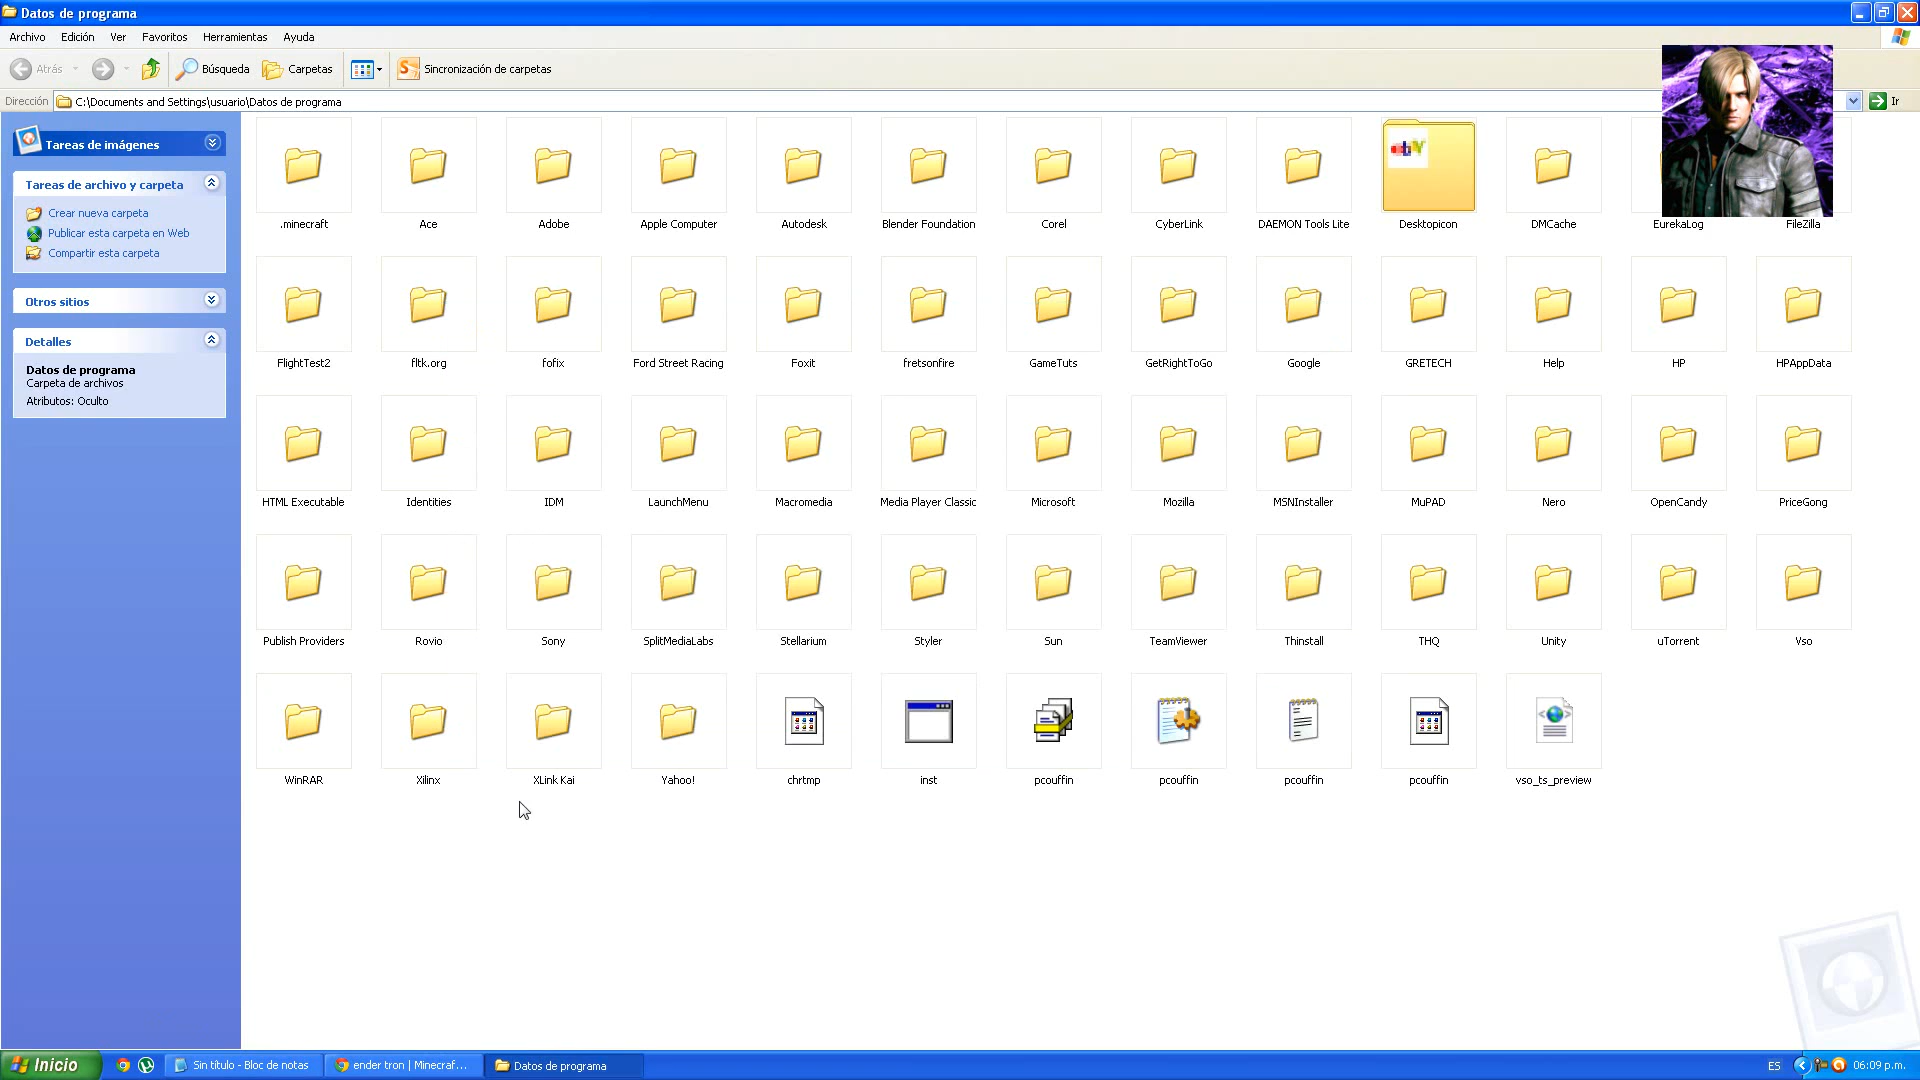 Datos de programa
Archivo Edición Ver Favoritos Herramientas Ayuda
Atrás Búsqueda Carpetas Sincronización de carpetas
Dirección C:\Documents and Settings\usuario\Datos de programa Ir
Tareas de imágenes
Tareas de archivo y carpeta
Crear nueva carpeta
Publicar esta carpeta en Web
Compartir esta carpeta
Otros sitios
Detalles
Datos de programa
Carpeta de archivos
Atributos: Oculto
ebY
.minecraft Ace Adobe Apple Computer Autodesk Blender Foundation Corel CyberLink DAEMON Tools Lite Desktopicon DMCache EurekaLog FileZilla
FlightTest2 fltk.org fofix Ford Street Racing Foxit fretsonfire GameTuts GetRightToGo Google GRETECH Help HP HPAppData
HTML Executable Identities IDM LaunchMenu Macromedia Media Player Classic Microsoft Mozilla MSNInstaller MuPAD Nero OpenCandy PriceGong
Publish Providers Rovio Sony SplitMediaLabs Stellarium Styler Sun TeamViewer Thinstall THQ Unity uTorrent Vso
WinRAR Xilinx XLink Kai Yahoo! chrtmp inst pcouffin pcouffin pcouffin pcouffin vso_ts_preview
Inicio Sin título - Bloc de notas ender tron | Minecraf... Datos de programa ES 06:09 p.m.